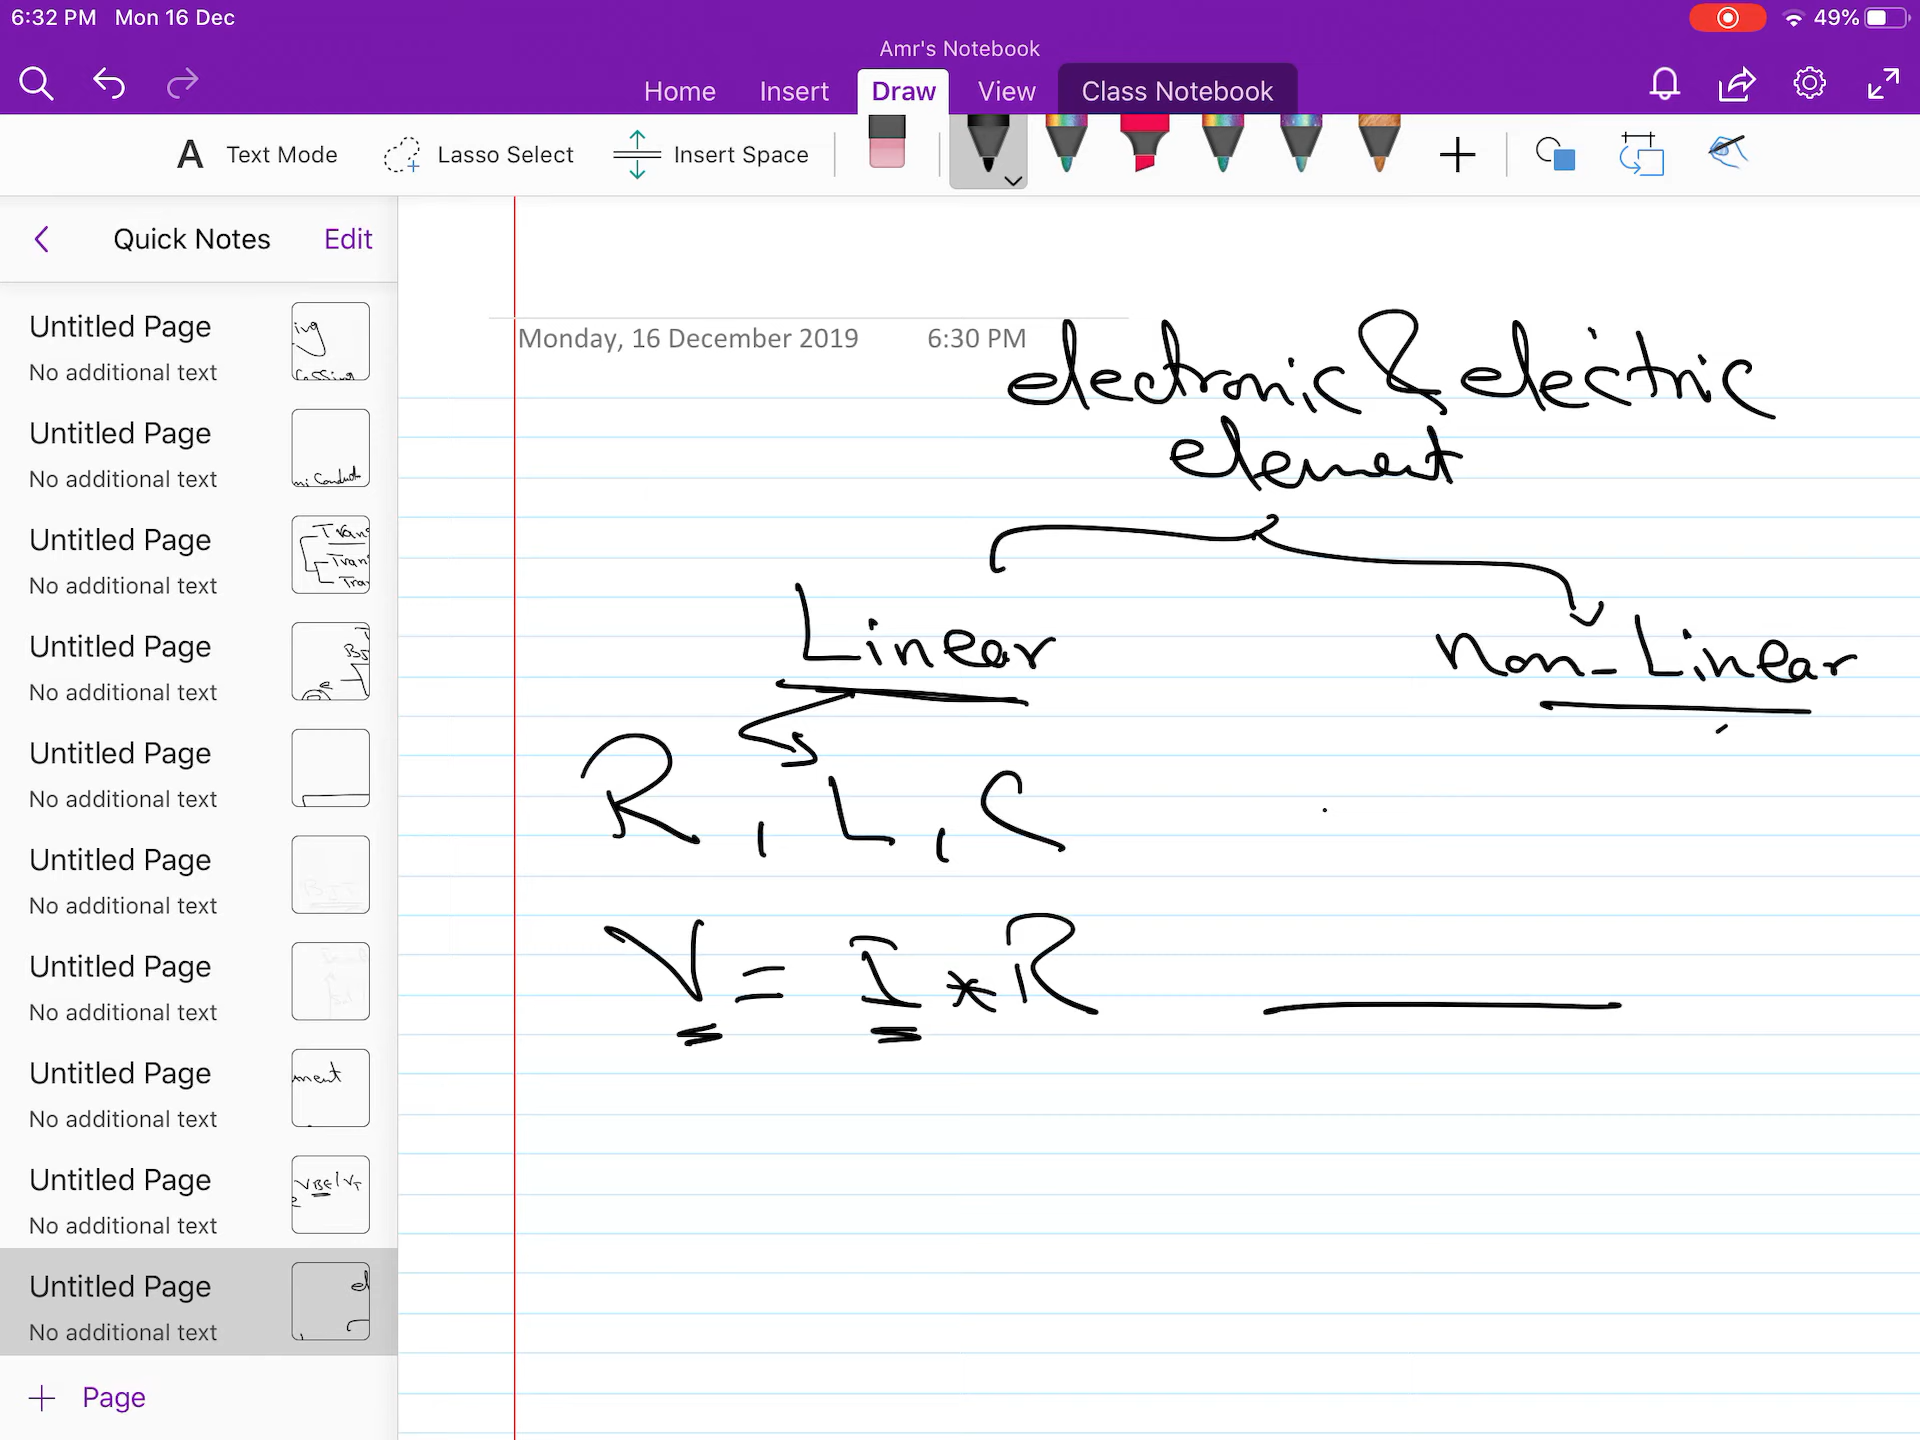 6:32 PM Mon 16 Dec
49%
Amr's Notebook
Home Insert Draw View Class Notebook
A Text Mode Lasso Select Insert Space
Quick Notes Edit
Untitled Page
No additional text
Untitled Page
No additional text
Untitled Page
No additional text
Untitled Page
No additional text
Untitled Page
No additional text
Untitled Page
No additional text
Untitled Page
No additional text
Untitled Page
No additional text
Untitled Page
No additional text
Untitled Page
No additional text
+ Page
Monday, 16 December 2019 6:30 PM
electronic & electric
element
Linear non-Linear
R, L, C
V = I * R